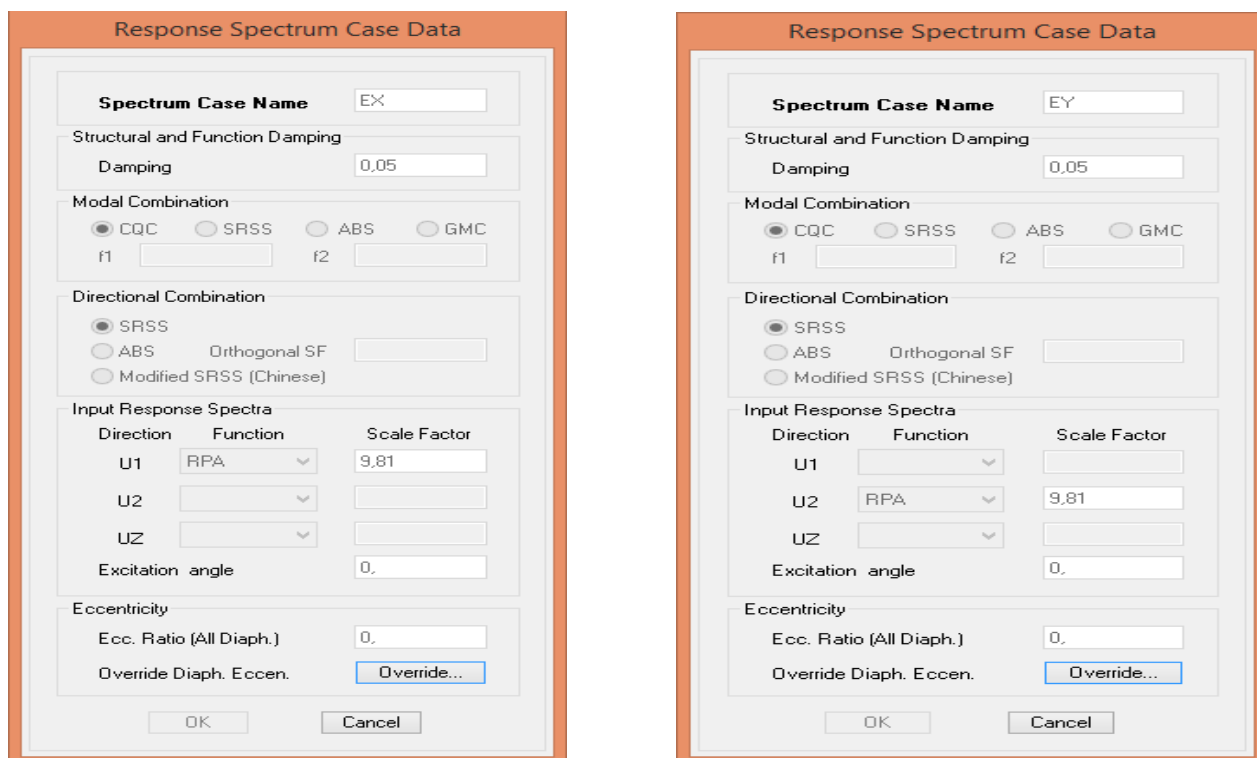 Response Spectrum Case Data
Spectrum Case Name EX
Structural and Function Damping
Damping 0,05
Modal Combination
CQC SRSS ABS GMC
f1 f2
Directional Combination
SRSS
ABS Orthogonal SF
Modified SRSS (Chinese)
Input Response Spectra
Direction Function Scale Factor
U1 RPA 9,81
U2
UZ
Excitation angle 0,
Eccentricity
Ecc. Ratio (All Diaph.) 0,
Override Diaph. Eccen. Override...
OK Cancel
Response Spectrum Case Data
Spectrum Case Name EY
Structural and Function Damping
Damping 0,05
Modal Combination
CQC SRSS ABS GMC
f1 f2
Directional Combination
SRSS
ABS Orthogonal SF
Modified SRSS (Chinese)
Input Response Spectra
Direction Function Scale Factor
U1
U2 RPA 9,81
UZ
Excitation angle 0,
Eccentricity
Ecc. Ratio (All Diaph.) 0,
Override Diaph. Eccen. Override...
OK Cancel